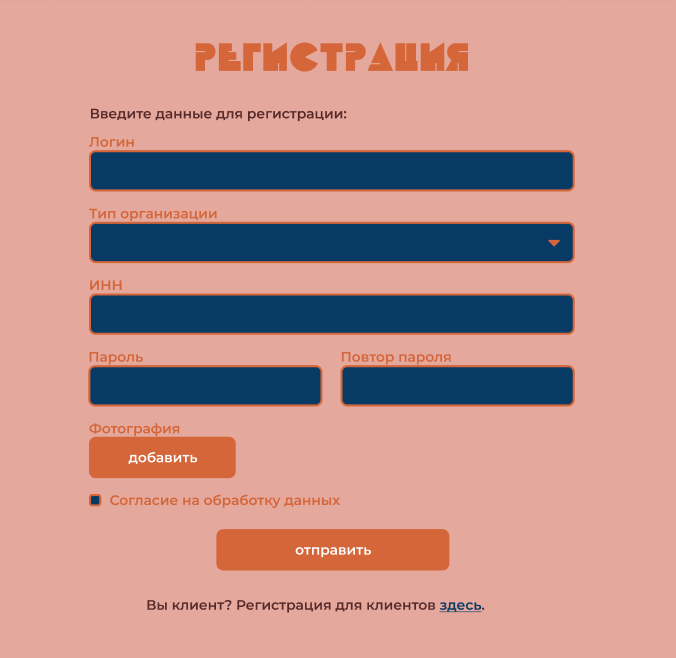 РЕГИСТРАЦИЯ
Введите данные для регистрации:
Логин
Тип организации
ИНН
Пароль
Повтор пароля
Фотография
добавить
Согласие на обработку данных
отправить
Вы клиент? Регистрация для клиентов здесь.